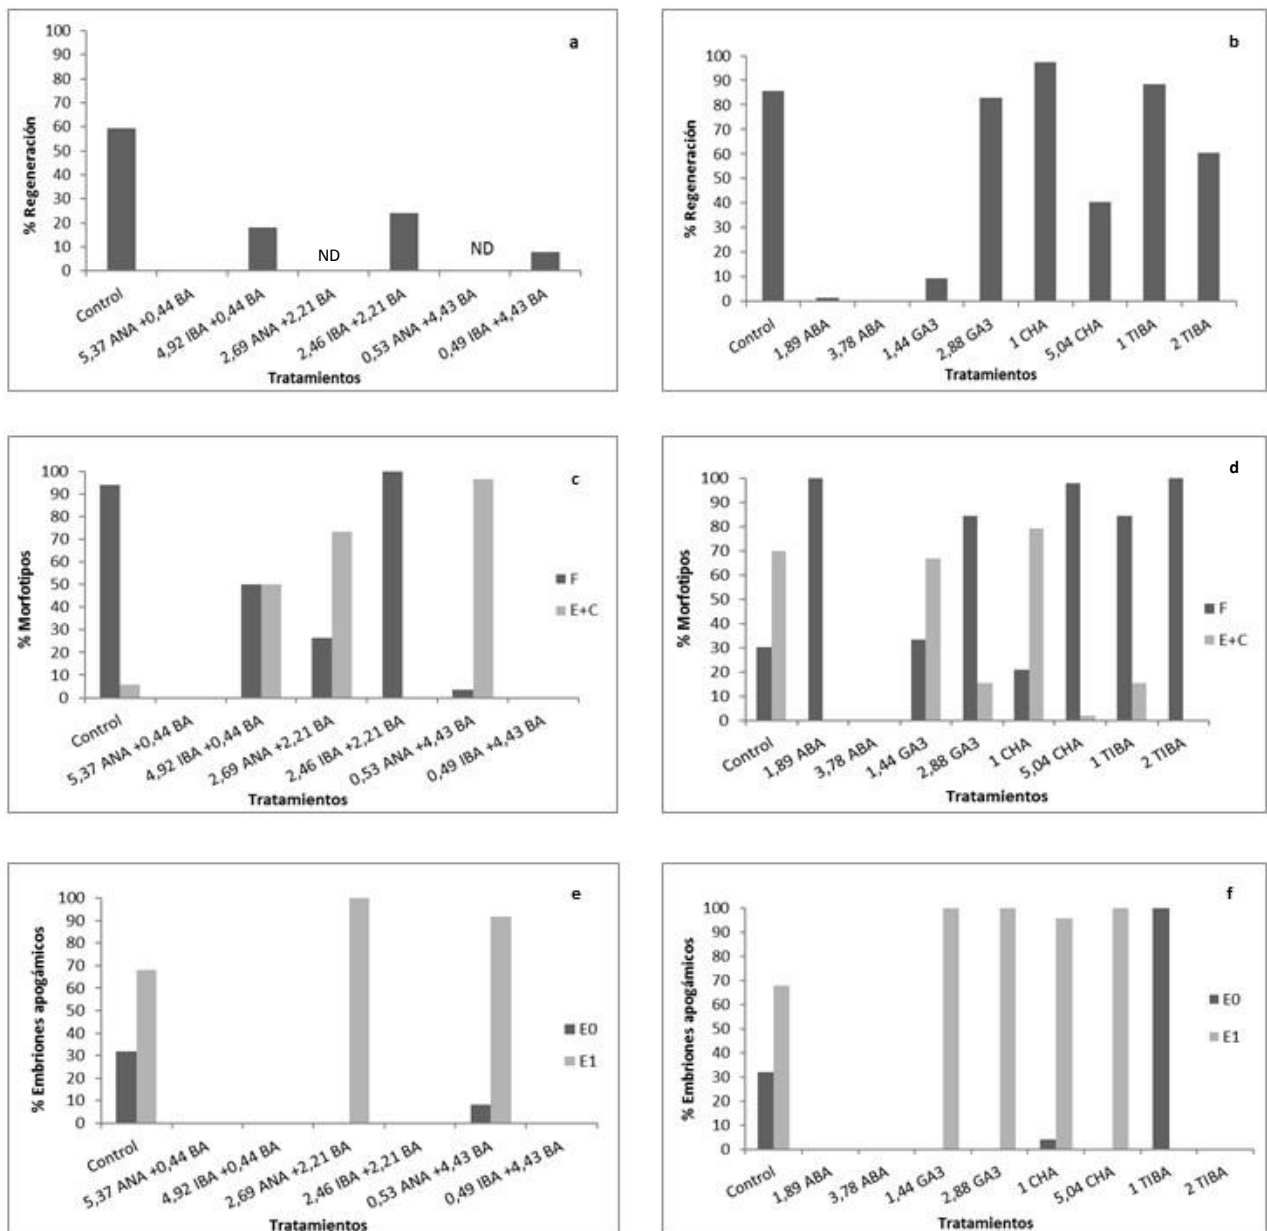 a
% Regeneración
100
90
80
70
60
50
40
30
20
10
0
ND
ND
Control
5,37 ANA +0,44 BA
4,92 IBA +0,44 BA
2,69 ANA +2,21 BA
2,46 IBA +2,21 BA
0,53 ANA +4,43 BA
0,49 IBA +4,43 BA
Tratamientos
b
% Regeneración
100
90
80
70
60
50
40
30
20
10
0
Control
1,89 ABA
3,78 ABA
1,44 GA3
2,88 GA3
1 CHA
5,04 CHA
1 TIBA
2 TIBA
Tratamientos
c
% Morfotipos
100
90
80
70
60
50
40
30
20
10
0
F
E+C
Control
5,37 ANA +0,44 BA
4,92 IBA +0,44 BA
2,69 ANA +2,21 BA
2,46 IBA +2,21 BA
0,53 ANA +4,43 BA
0,49 IBA +4,43 BA
Tratamientos
d
% Morfotipos
100
90
80
70
60
50
40
30
20
10
0
F
E+C
Control
1,89 ABA
3,78 ABA
1,44 GA3
2,88 GA3
1 CHA
5,04 CHA
1 TIBA
2 TIBA
Tratamientos
e
% Embriones apogámicos
100
90
80
70
60
50
40
30
20
10
0
E0
E1
Control
5,37 ANA +0,44 BA
4,92 IBA +0,44 BA
2,69 ANA +2,21 BA
2,46 IBA +2,21 BA
0,53 ANA +4,43 BA
0,49 IBA +4,43 BA
Tratamientos
f
% Embriones apogámicos
100
90
80
70
60
50
40
30
20
10
0
E0
E1
Control
1,89 ABA
3,78 ABA
1,44 GA3
2,88 GA3
1 CHA
5,04 CHA
1 TIBA
2 TIBA
Tratamientos